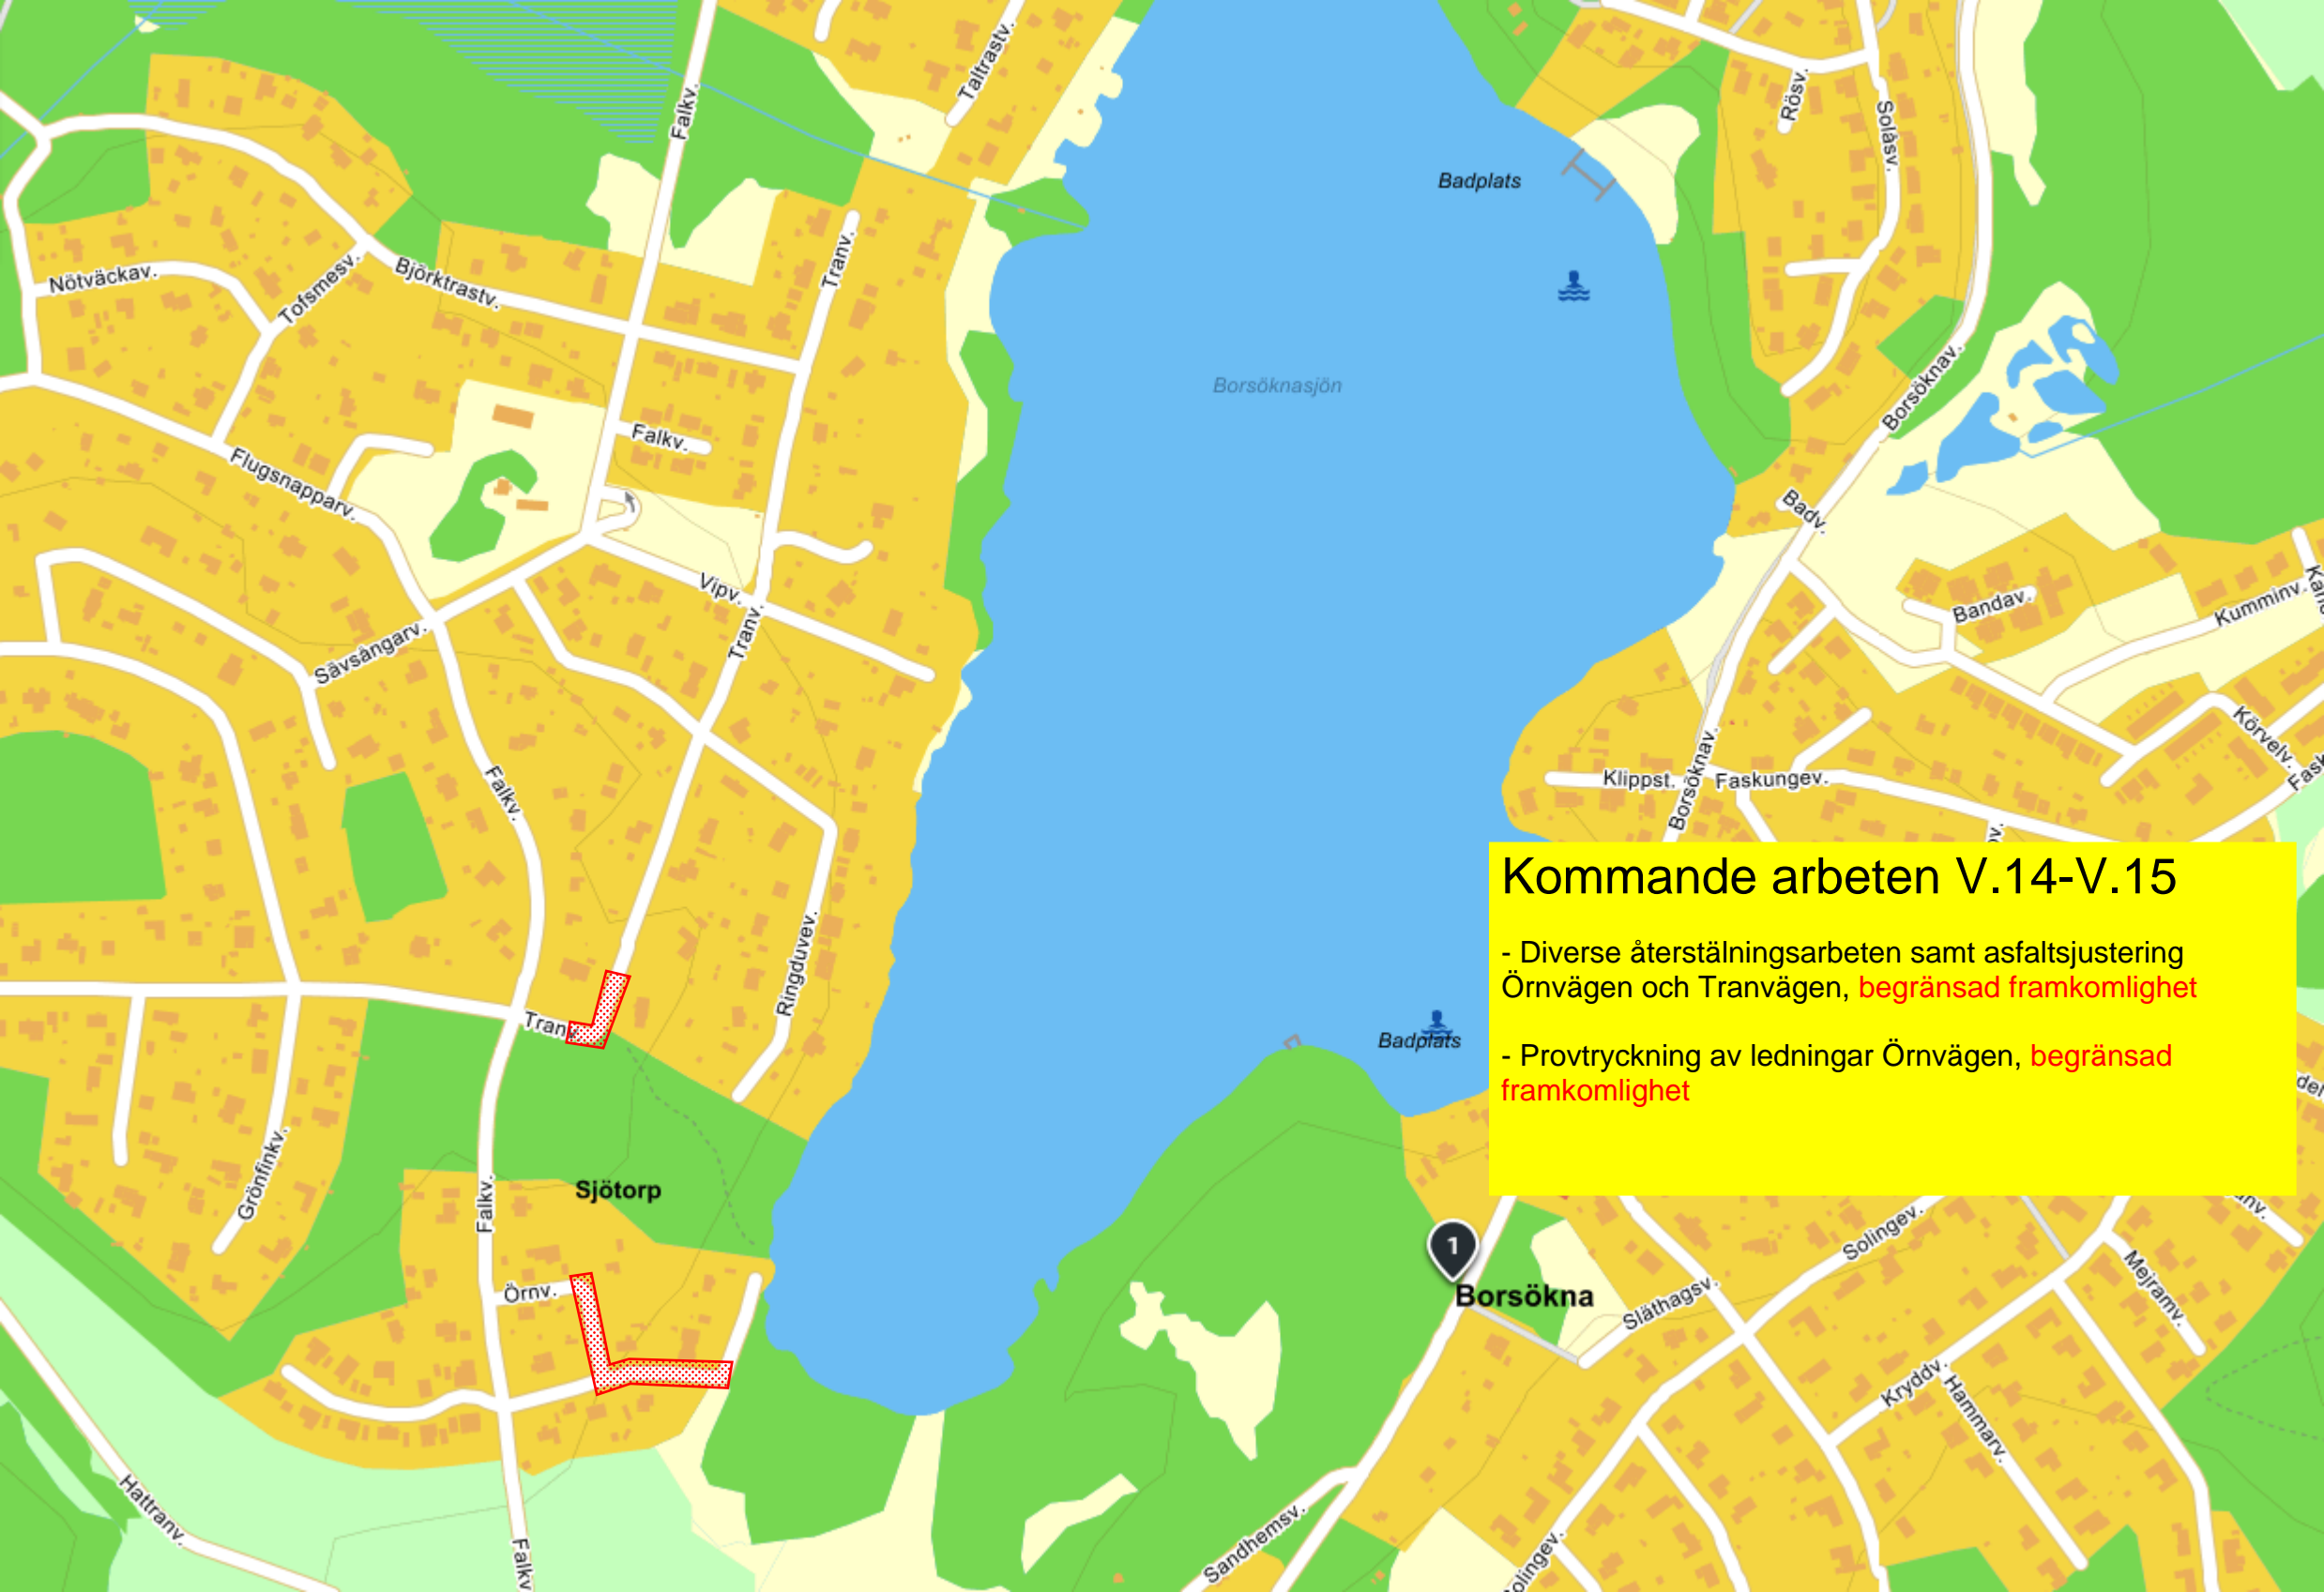 Taltrastv.
Falkv.
Rösv.
Solåsv.
Badplats
Tranv.
Nötväckav.
Tofsmesv.
Björktrastv.
Borsöknasjön
Borsöknav.
Falkv.
Flugsnapparv.
Badv.
Vipv.
Tranv.
Bandav.
Kumminv.
Sävsångarv.
Körvelv.
Falkv.
Klippst.
Faskungev.
Borsöknav.
Kommande arbeten V.14-V.15
- Diverse återstälningsarbeten samt asfaltsjustering
Örnvägen och Tranvägen, begränsad framkomlighet
- Provtryckning av ledningar Örnvägen, begränsad
framkomlighet
Ringduvev.
Tranv.
Badplats
Grönfinkv.
Sjötorp
Falkv.
1
Solingev.
Mejramv.
Örnv.
Borsökna
Släthagsv.
Kryddv.
Hammarv.
Hattranv.
Sandhemsv.
Falkv
olingev.